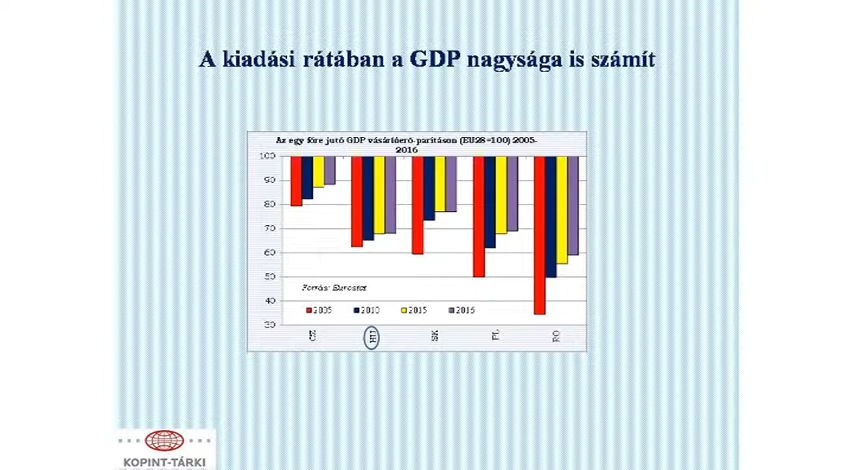 A kiadási rátában a GDP nagysága is számít
Az egy főre jutó GDP vásárlóerő-paritáson (EU28=100) 2005-
2016
100
90
80
70
60
50
40
30
Forrás: Eurostat
2005 2010 2015 2016
CZ HU SK PL RO
KOPINT-TÁRKI